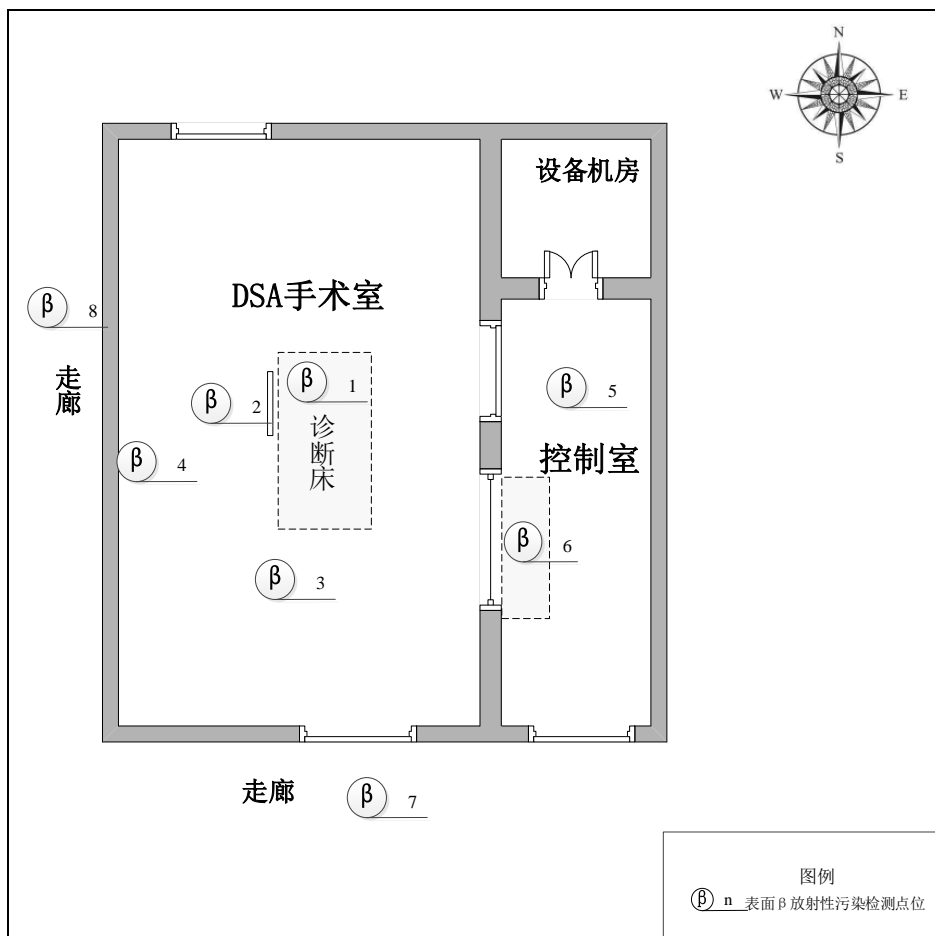 N
W
E
S
设备机房
DSA手术室
β 8
走廊
β 1
β 2
β 5
诊断床
β 4
控制室
β 6
β 3
走廊
β 7
图例
β n 表面β放射性污染检测点位